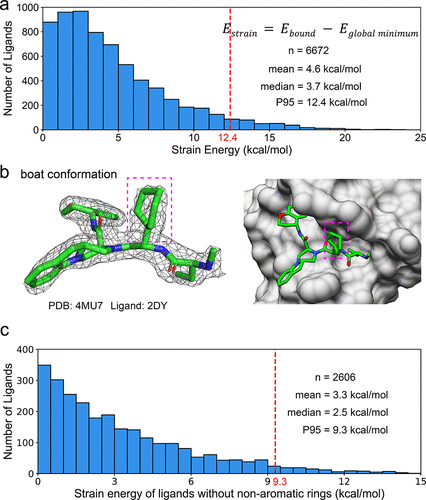 a
E_strain = E_bound − E_global minimum
n = 6672
mean = 4.6 kcal/mol
median = 3.7 kcal/mol
P95 = 12.4 kcal/mol
Number of Ligands
1000
800
600
400
200
0
0 5 10 12.4 15 20 25
Strain Energy (kcal/mol)
b boat conformation
PDB: 4MU7 Ligand: 2DY
c
n = 2606
mean = 3.3 kcal/mol
median = 2.5 kcal/mol
P95 = 9.3 kcal/mol
Number of Ligands
400
300
200
100
0
0 3 6 9 9.3 12 15
Strain energy of ligands without non-aromatic rings (kcal/mol)